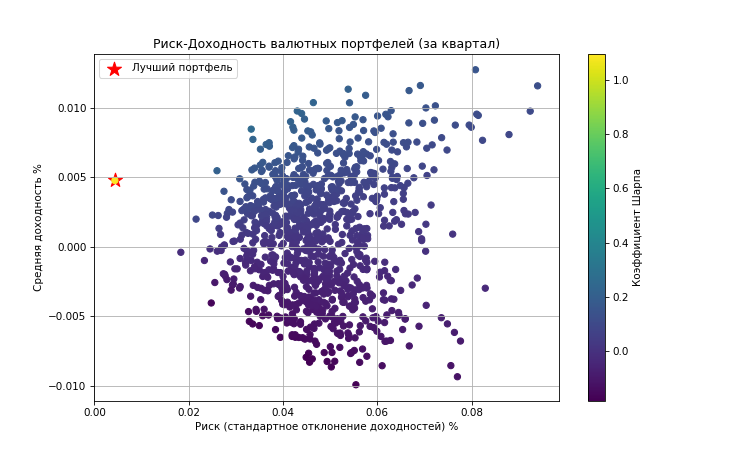 Риск-Доходность валютных портфелей (за квартал)
Лучший портфель
0.010
0.005
0.000
−0.005
−0.010
Средняя доходность %
0.00 0.02 0.04 0.06 0.08
Риск (стандартное отклонение доходностей) %
1.0
0.8
0.6
0.4
0.2
0.0
Коэффициент Шарпа